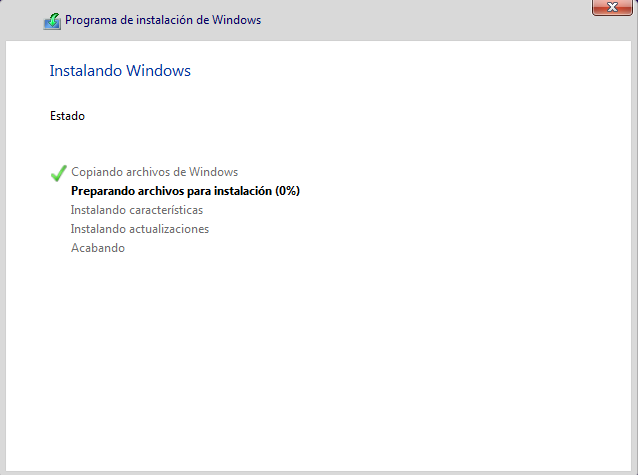 Programa de instalación de Windows
Instalando Windows
Estado
Copiando archivos de Windows
Preparando archivos para instalación (0%)
Instalando características
Instalando actualizaciones
Acabando